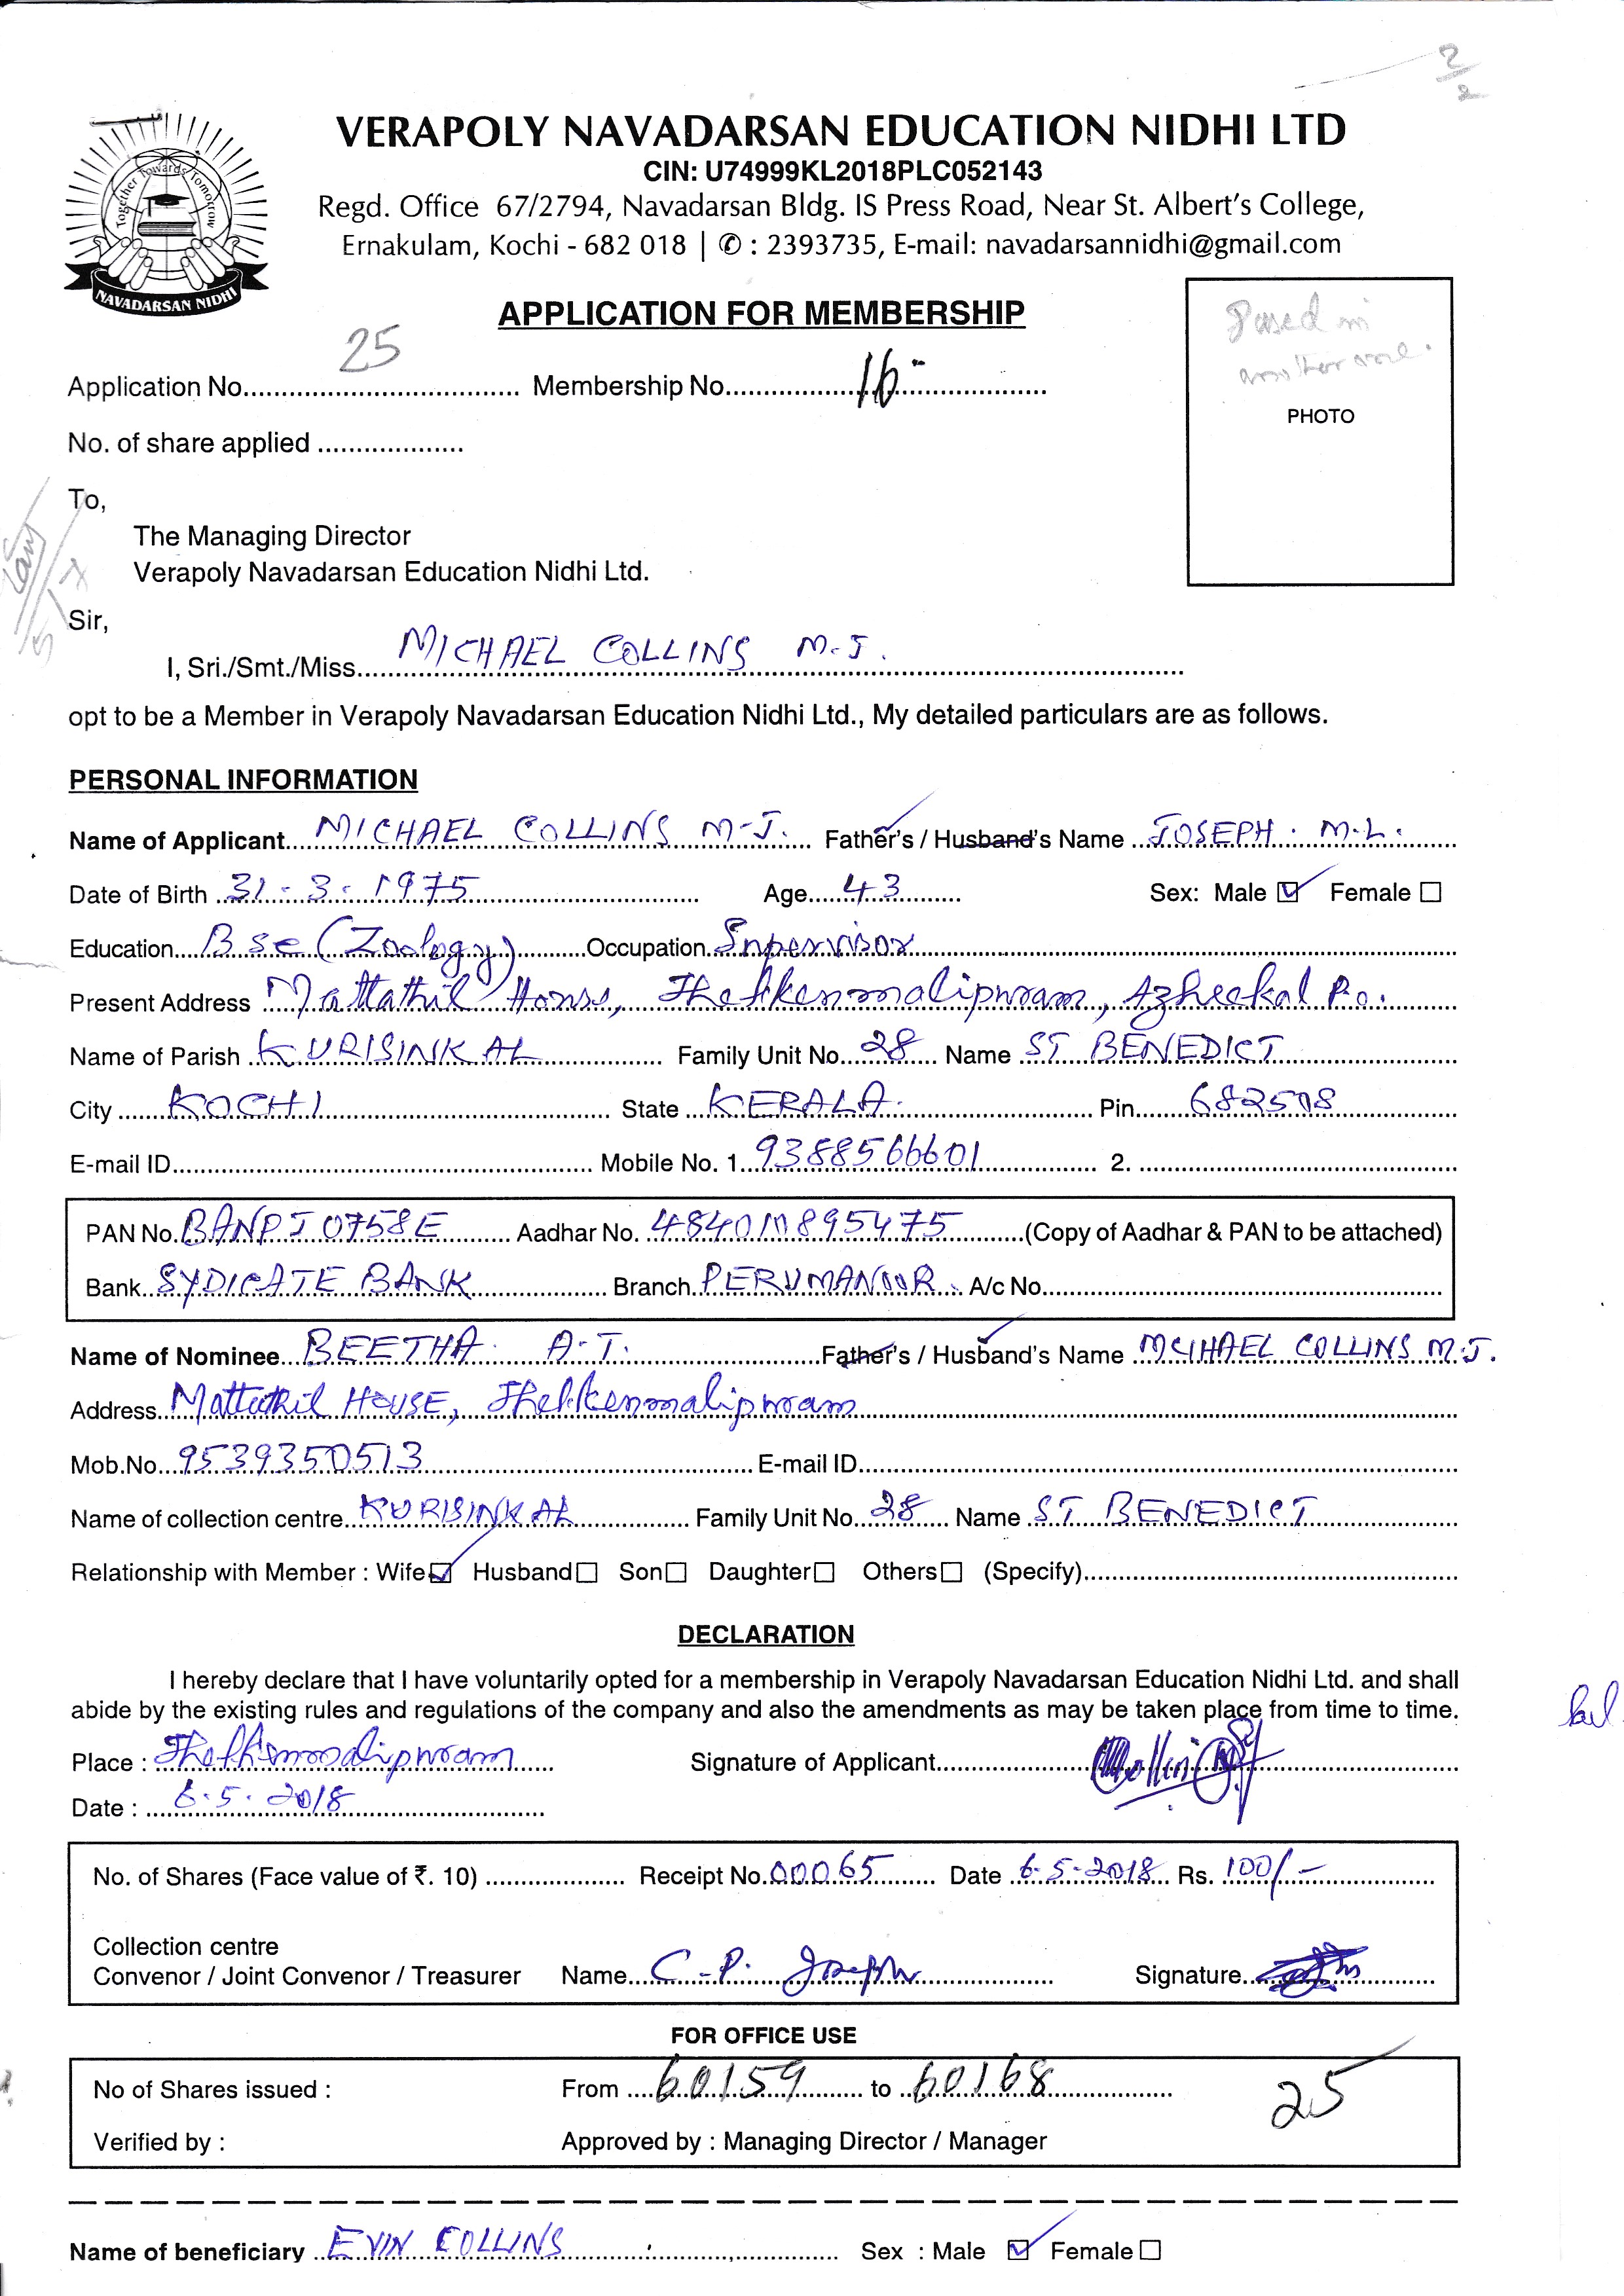 2/2
VERAPOLY NAVADARSAN EDUCATION NIDHI LTD
CIN: U74999KL2018PLC052143
Regd. Office 67/2794, Navadarsan Bldg. IS Press Road, Near St. Albert's College,
Ernakulam, Kochi - 682 018 | ✆ : 2393735, E-mail: navadarsannidhi@gmail.com
Together Towards Tomorrow
NAVADARSAN NIDHI
APPLICATION FOR MEMBERSHIP
in
PHOTO
Application No. 25 Membership No. 16
No. of share applied
To,
The Managing Director
Verapoly Navadarsan Education Nidhi Ltd.
Sir,
I, Sri./Smt./Miss. MICHAEL COLLINS M.J.
opt to be a Member in Verapoly Navadarsan Education Nidhi Ltd., My detailed particulars are as follows.
PERSONAL INFORMATION
Name of Applicant MICHAEL COLLINS M.J. Father's / Husband's Name JOSEPH. M.L.
Date of Birth 31-3-1975 Age 43 Sex: Male ☑ Female ☐
Education Bsc (Zoology) Occupation Supervisor
Present Address Mattathil House, Thekkenmalipuram, Azheekal P.o.
Name of Parish KURISINKAL Family Unit No. 28 Name ST BENEDICT
City KOCHI State KERALA. Pin 682508
E-mail ID Mobile No. 1. 9388566601 2.
PAN No. BANPJ0758E Aadhar No. (Copy of Aadhar & PAN to be attached)
Bank SYDICATE BANK Branch PERUMANOOR. A/c No.
Name of Nominee BEETHA A.T. Father's / Husband's Name MCIHAEL COLLINS M.J.
Address Mattathil HOUSE, Thekkenmalipuram
Mob.No. 9539350513 E-mail ID
Name of collection centre KURISINKAL Family Unit No. 28 Name ST BENEDICT
Relationship with Member : Wife ☑ Husband ☐ Son ☐ Daughter ☐ Others ☐ (Specify)
DECLARATION
I hereby declare that I have voluntarily opted for a membership in Verapoly Navadarsan Education Nidhi Ltd. and shall
abide by the existing rules and regulations of the company and also the amendments as may be taken place from time to time.
Place : Thekkenmalipuram Signature of Applicant
Date : 6.5.2018
No. of Shares (Face value of ₹. 10) Receipt No. 00065 Date 6-5-2018 Rs. 100/-
Collection centre
Convenor / Joint Convenor / Treasurer Name C.P. Joseph Signature
FOR OFFICE USE
No of Shares issued : From 60159 to 60168 25
Verified by : Approved by : Managing Director / Manager
Name of beneficiary EVIN COLLINS Sex : Male ☑ Female ☐